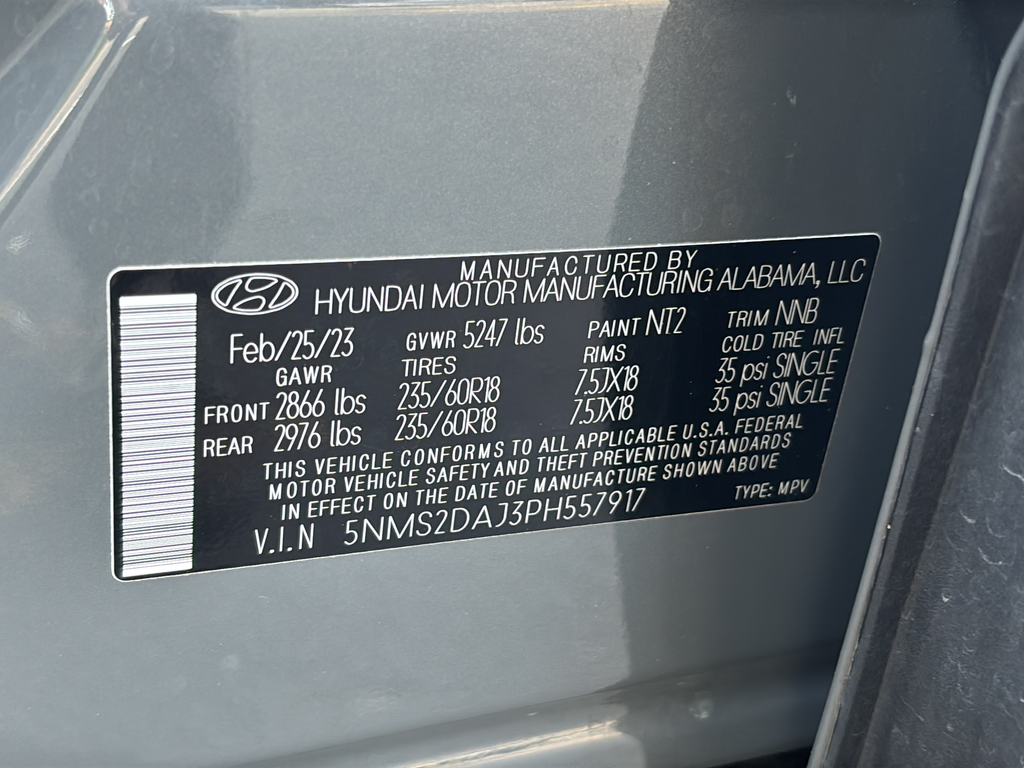 MANUFACTURED BY
HYUNDAI MOTOR MANUFACTURING ALABAMA, LLC
Feb/25/23 GVWR 5247 lbs PAINT NT2 TRIM NNB
GAWR TIRES RIMS COLD TIRE INFL
FRONT 2866 lbs 235/60R18 7.5JX18 35 psi SINGLE
REAR 2976 lbs 235/60R18 7.5JX18 35 psi SINGLE
THIS VEHICLE CONFORMS TO ALL APPLICABLE U.S.A. FEDERAL
MOTOR VEHICLE SAFETY AND THEFT PREVENTION STANDARDS
IN EFFECT ON THE DATE OF MANUFACTURE SHOWN ABOVE
V.I.N 5NMS2DAJ3PH557917 TYPE: MPV